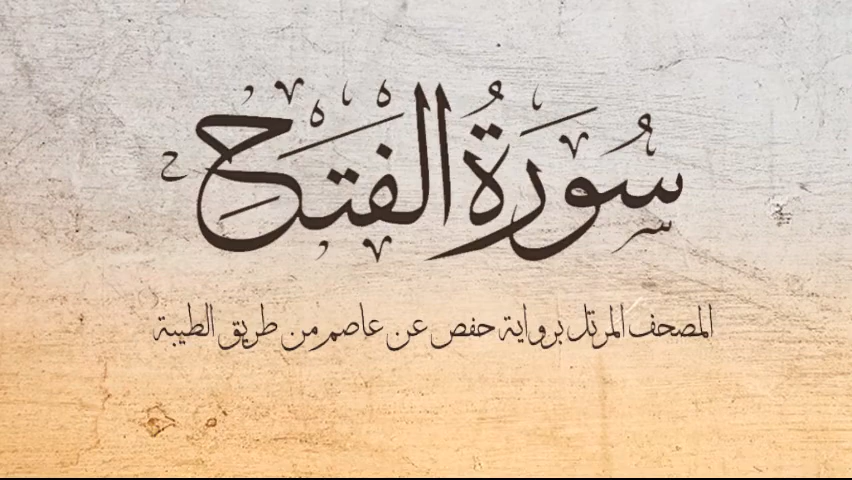 سُورَةُ الفَتَح
المصحف المرتل برواية حفص عن عاصم من طريق الطيبة